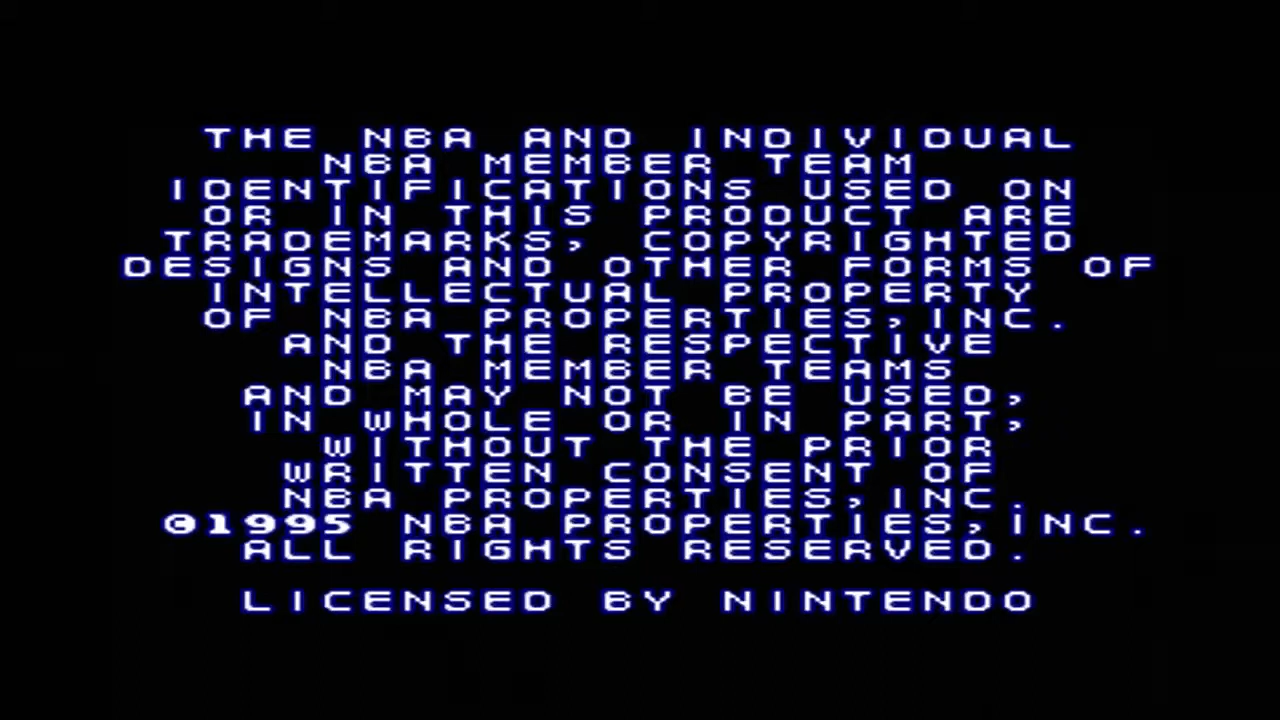 THE NBA AND INDIVIDUAL
NBA MEMBER TEAM
IDENTIFICATIONS USED ON
OR IN THIS PRODUCT ARE
TRADEMARKS, COPYRIGHTED
DESIGNS AND OTHER FORMS OF
INTELLECTUAL PROPERTY
OF NBA PROPERTIES,INC.
AND THE RESPECTIVE
NBA MEMBER TEAMS
AND MAY NOT BE USED,
IN WHOLE OR IN PART,
WITHOUT THE PRIOR
WRITTEN CONSENT OF
NBA PROPERTIES,INC.
©1995 NBA PROPERTIES,INC.
ALL RIGHTS RESERVED.
LICENSED BY NINTENDO